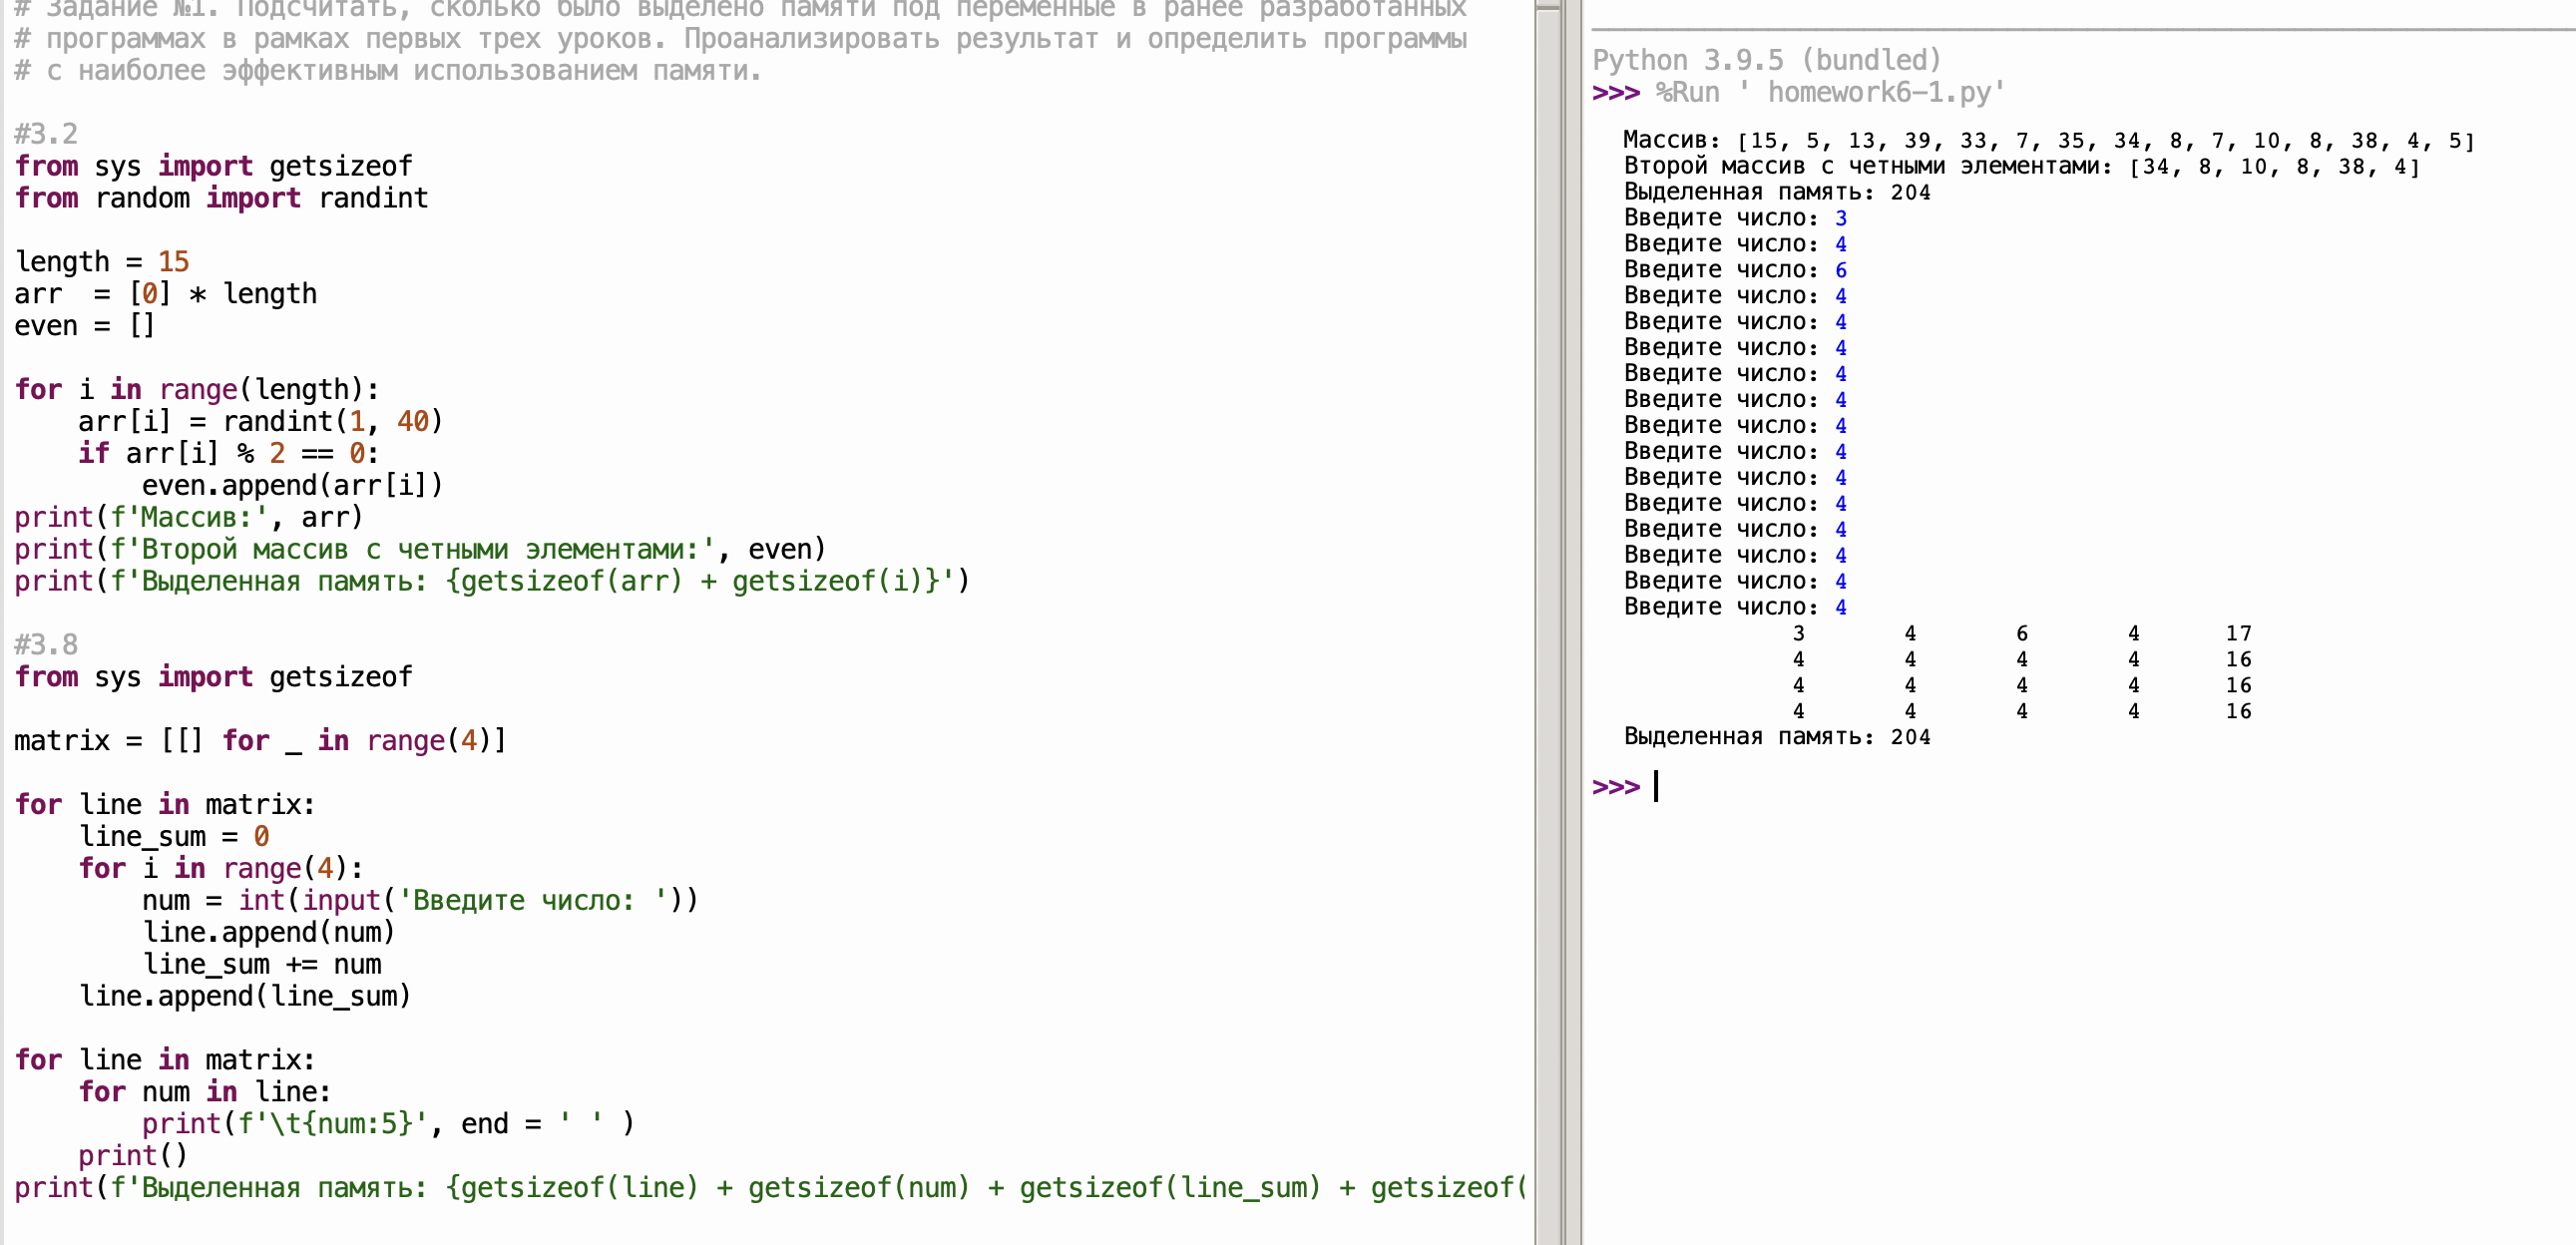 # Задание №1. Подсчитать, сколько было выделено памяти под переменные в ранее разработанных
# программах в рамках первых трех уроков. Проанализировать результат и определить программы
# с наиболее эффективным использованием памяти.
#3.2
from sys import getsizeof
from random import randint
length = 15
arr  = [0] * length
even = []
for i in range(length):
    arr[i] = randint(1, 40)
    if arr[i] % 2 == 0:
        even.append(arr[i])
print(f'Массив:', arr)
print(f'Второй массив с четными элементами:', even)
print(f'Выделенная память: {getsizeof(arr) + getsizeof(i)}')
#3.8
from sys import getsizeof
matrix = [[] for _ in range(4)]
for line in matrix:
    line_sum = 0
    for i in range(4):
        num = int(input('Введите число: '))
        line.append(num)
        line_sum += num
    line.append(line_sum)
for line in matrix:
    for num in line:
        print(f'\t{num:5}', end = ' ' )
    print()
print(f'Выделенная память: {getsizeof(line) + getsizeof(num) + getsizeof(line_sum) + getsizeof(
Python 3.9.5 (bundled)
>>> %Run ' homework6-1.py'
Массив: [15, 5, 13, 39, 33, 7, 35, 34, 8, 7, 10, 8, 38, 4, 5]
Второй массив с четными элементами: [34, 8, 10, 8, 38, 4]
Выделенная память: 204
Введите число: 3
Введите число: 4
Введите число: 6
Введите число: 4
Введите число: 4
Введите число: 4
Введите число: 4
Введите число: 4
Введите число: 4
Введите число: 4
Введите число: 4
Введите число: 4
Введите число: 4
Введите число: 4
Введите число: 4
Введите число: 4
3 4 6 4 17
4 4 4 4 16
4 4 4 4 16
4 4 4 4 16
Выделенная память: 204
>>>